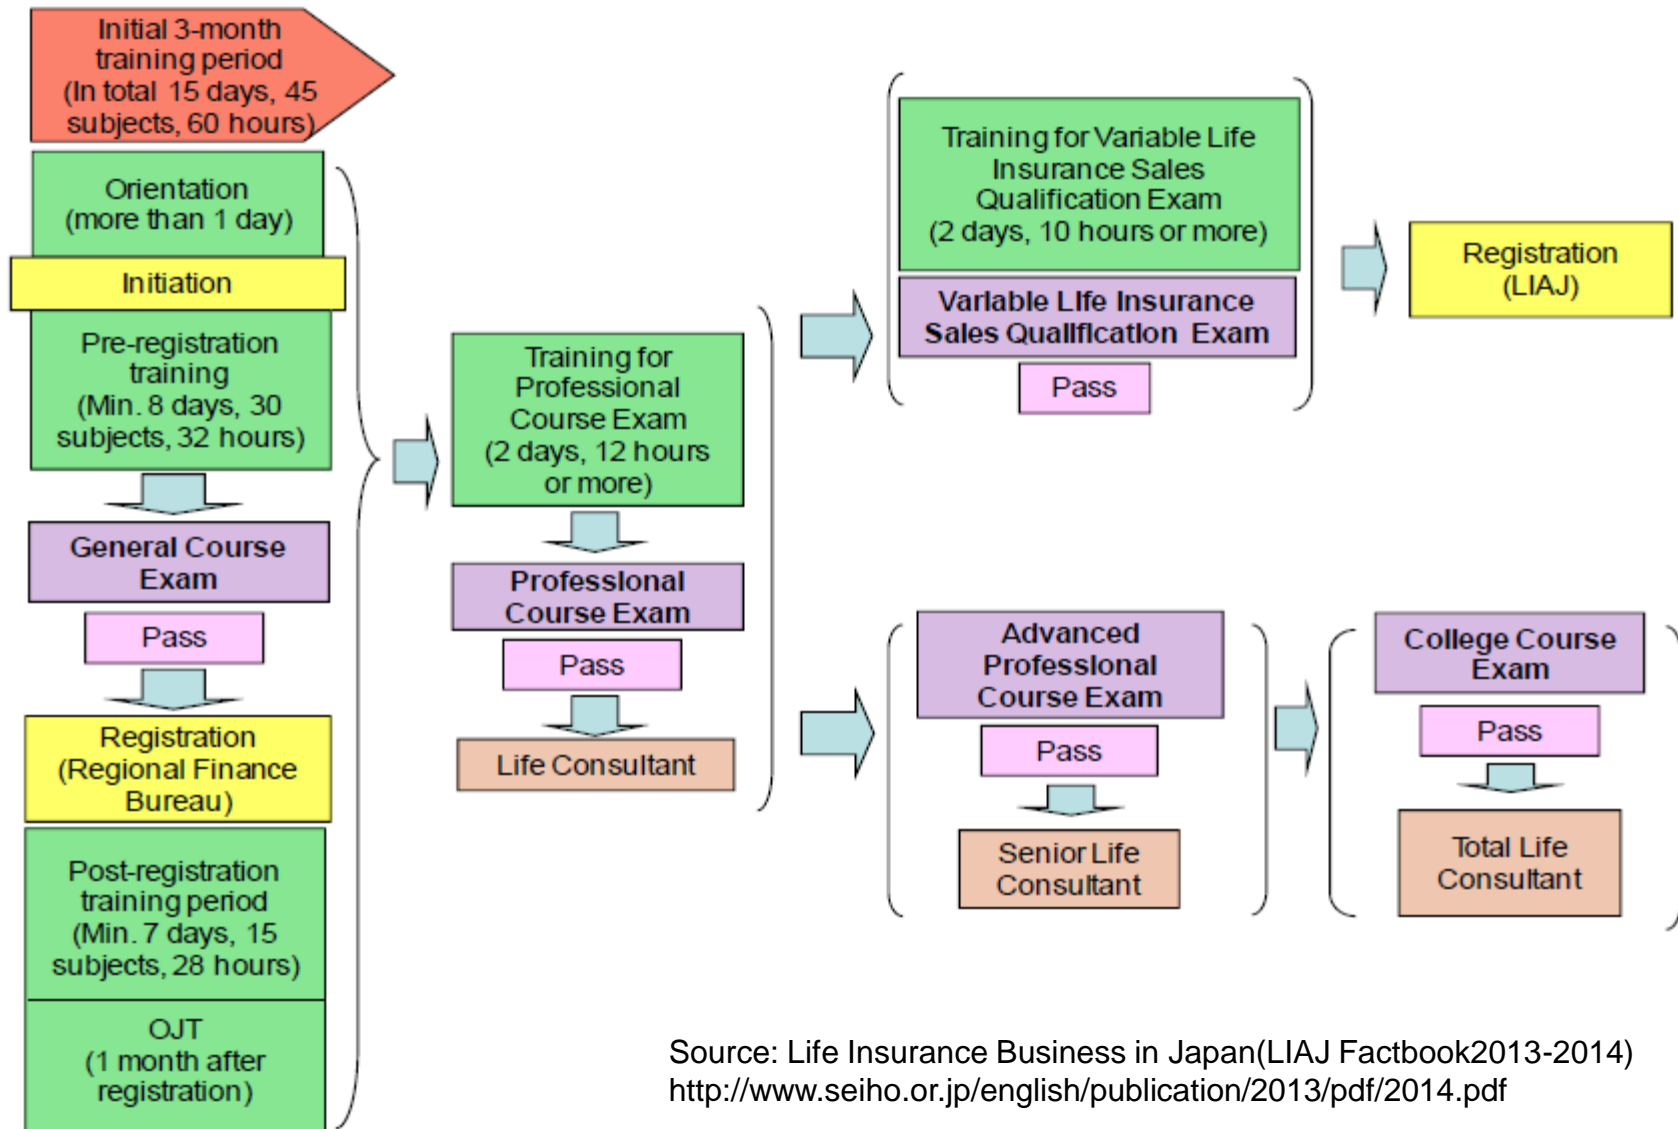 Initial 3-month
training period
(In total 15 days, 45
subjects, 60 hours)
Orientation
(more than 1 day)
Initiation
Pre-registration
training
(Min. 8 days, 30
subjects, 32 hours)
General Course
Exam
Pass
Registration
(Regional Finance
Bureau)
Post-registration
training period
(Min. 7 days, 15
subjects, 28 hours)
OJT
(1 month after
registration)
Training for
Professional
Course Exam
(2 days, 12 hours
or more)
Professional
Course Exam
Pass
Life Consultant
Training for Variable Life
Insurance Sales
Qualification Exam
(2 days, 10 hours or more)
Variable Life Insurance
Sales Qualification Exam
Pass
Registration
(LIAJ)
Advanced
Professional
Course Exam
Pass
Senior Life
Consultant
College Course
Exam
Pass
Total Life
Consultant
Source: Life Insurance Business in Japan(LIAJ Factbook2013-2014)
http://www.seiho.or.jp/english/publication/2013/pdf/2014.pdf